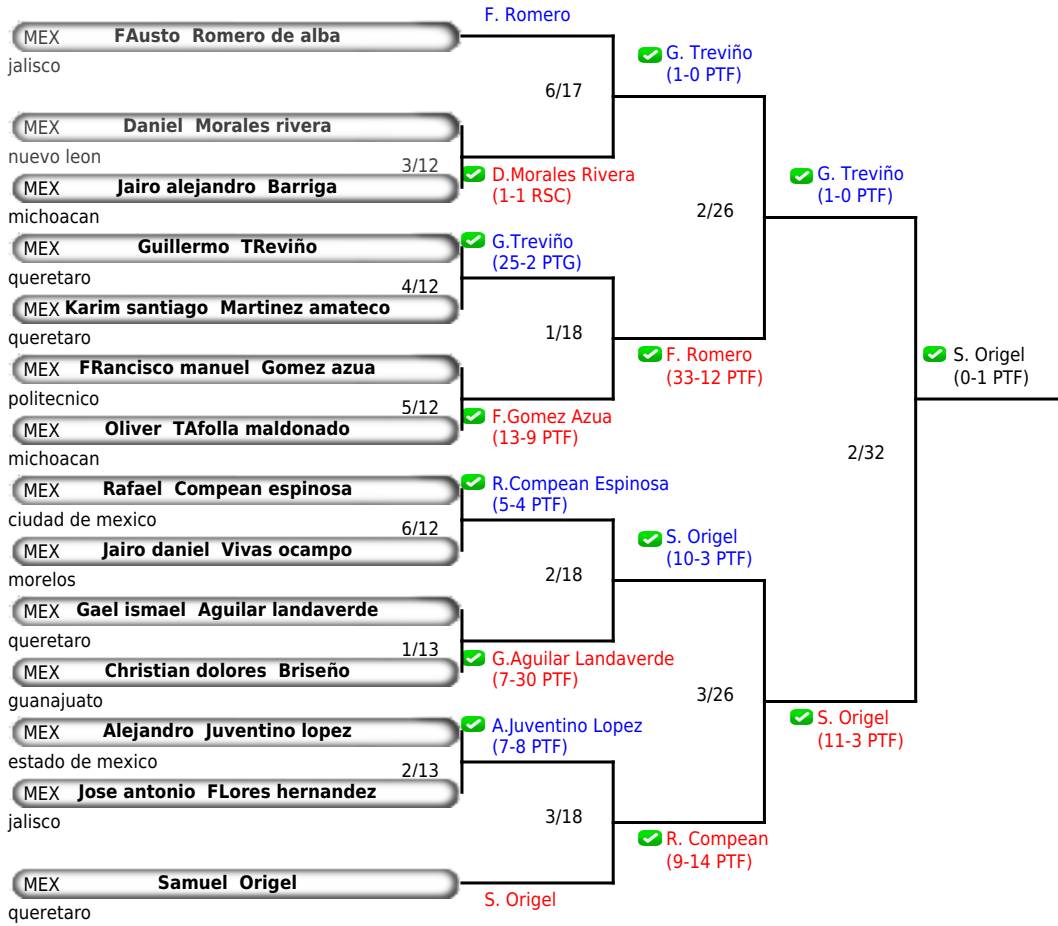 F. Romero
MEX FAusto Romero de alba
jalisco
G. Treviño
(1-0 PTF)
6/17
MEX Daniel Morales rivera
nuevo leon
3/12
D.Morales Rivera
(1-1 RSC)
MEX Jairo alejandro Barriga
michoacan
G. Treviño
(1-0 PTF)
2/26
MEX Guillermo TReviño
queretaro
G.Treviño
(25-2 PTG)
4/12
MEX Karim santiago Martinez amateco
queretaro
1/18
F. Romero
(33-12 PTF)
MEX FRancisco manuel Gomez azua
politecnico
5/12
F.Gomez Azua
(13-9 PTF)
MEX Oliver TAfolla maldonado
michoacan
S. Origel
(0-1 PTF)
2/32
MEX Rafael Compean espinosa
ciudad de mexico
R.Compean Espinosa
(5-4 PTF)
6/12
MEX Jairo daniel Vivas ocampo
morelos
2/18
S. Origel
(10-3 PTF)
MEX Gael ismael Aguilar landaverde
queretaro
1/13
G.Aguilar Landaverde
(7-30 PTF)
MEX Christian dolores Briseño
guanajuato
3/26
S. Origel
(11-3 PTF)
MEX Alejandro Juventino lopez
estado de mexico
A.Juventino Lopez
(7-8 PTF)
2/13
MEX Jose antonio FLores hernandez
jalisco
3/18
R. Compean
(9-14 PTF)
MEX Samuel Origel
queretaro
S. Origel